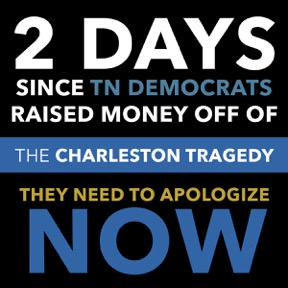 2 DAYS
SINCE TN DEMOCRATS
RAISED MONEY OFF OF
THE CHARLESTON TRAGEDY
THEY NEED TO APOLOGIZE
NOW